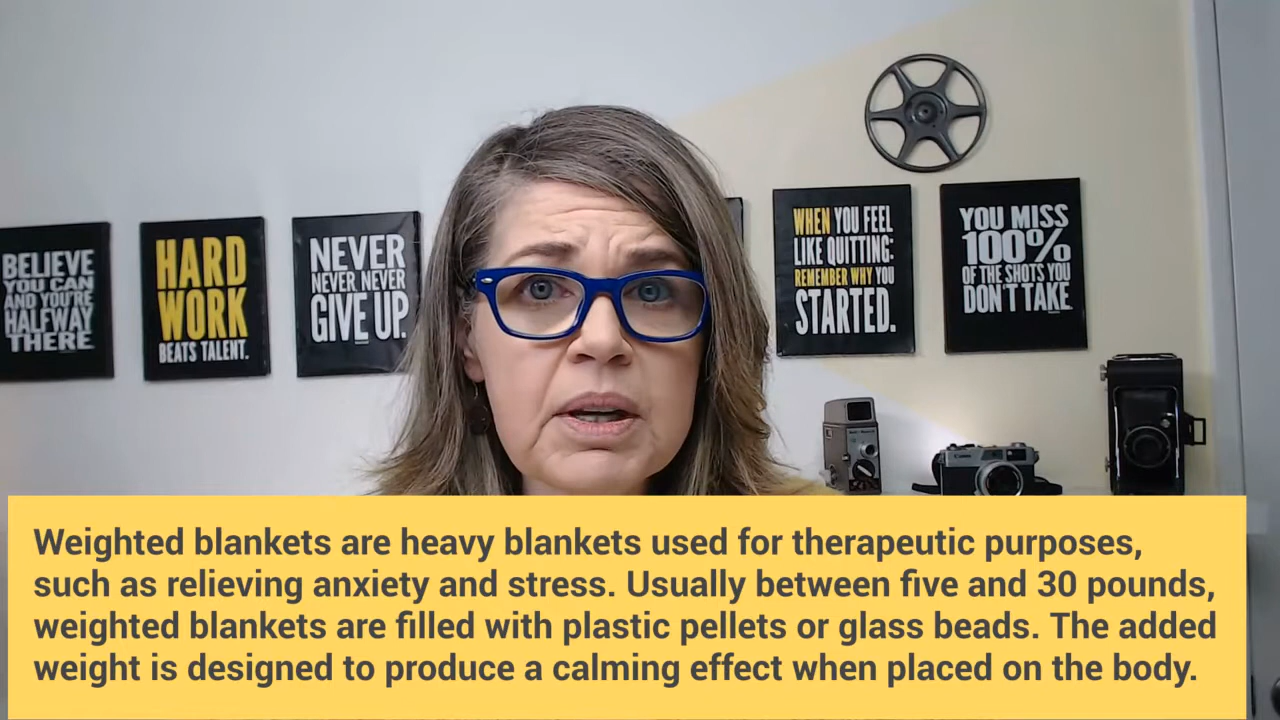 BELIEVE
YOU CAN
AND YOU'RE
HALFWAY
THERE
HARD
WORK
BEATS TALENT.
NEVER
NEVER NEVER
GIVE UP.
WHEN YOU FEEL
LIKE QUITTING:
REMEMBER WHY YOU
STARTED.
YOU MISS
100%
OF THE SHOTS YOU
DON'T TAKE
Canon
Weighted blankets are heavy blankets used for therapeutic purposes,
such as relieving anxiety and stress. Usually between five and 30 pounds,
weighted blankets are filled with plastic pellets or glass beads. The added
weight is designed to produce a calming effect when placed on the body.